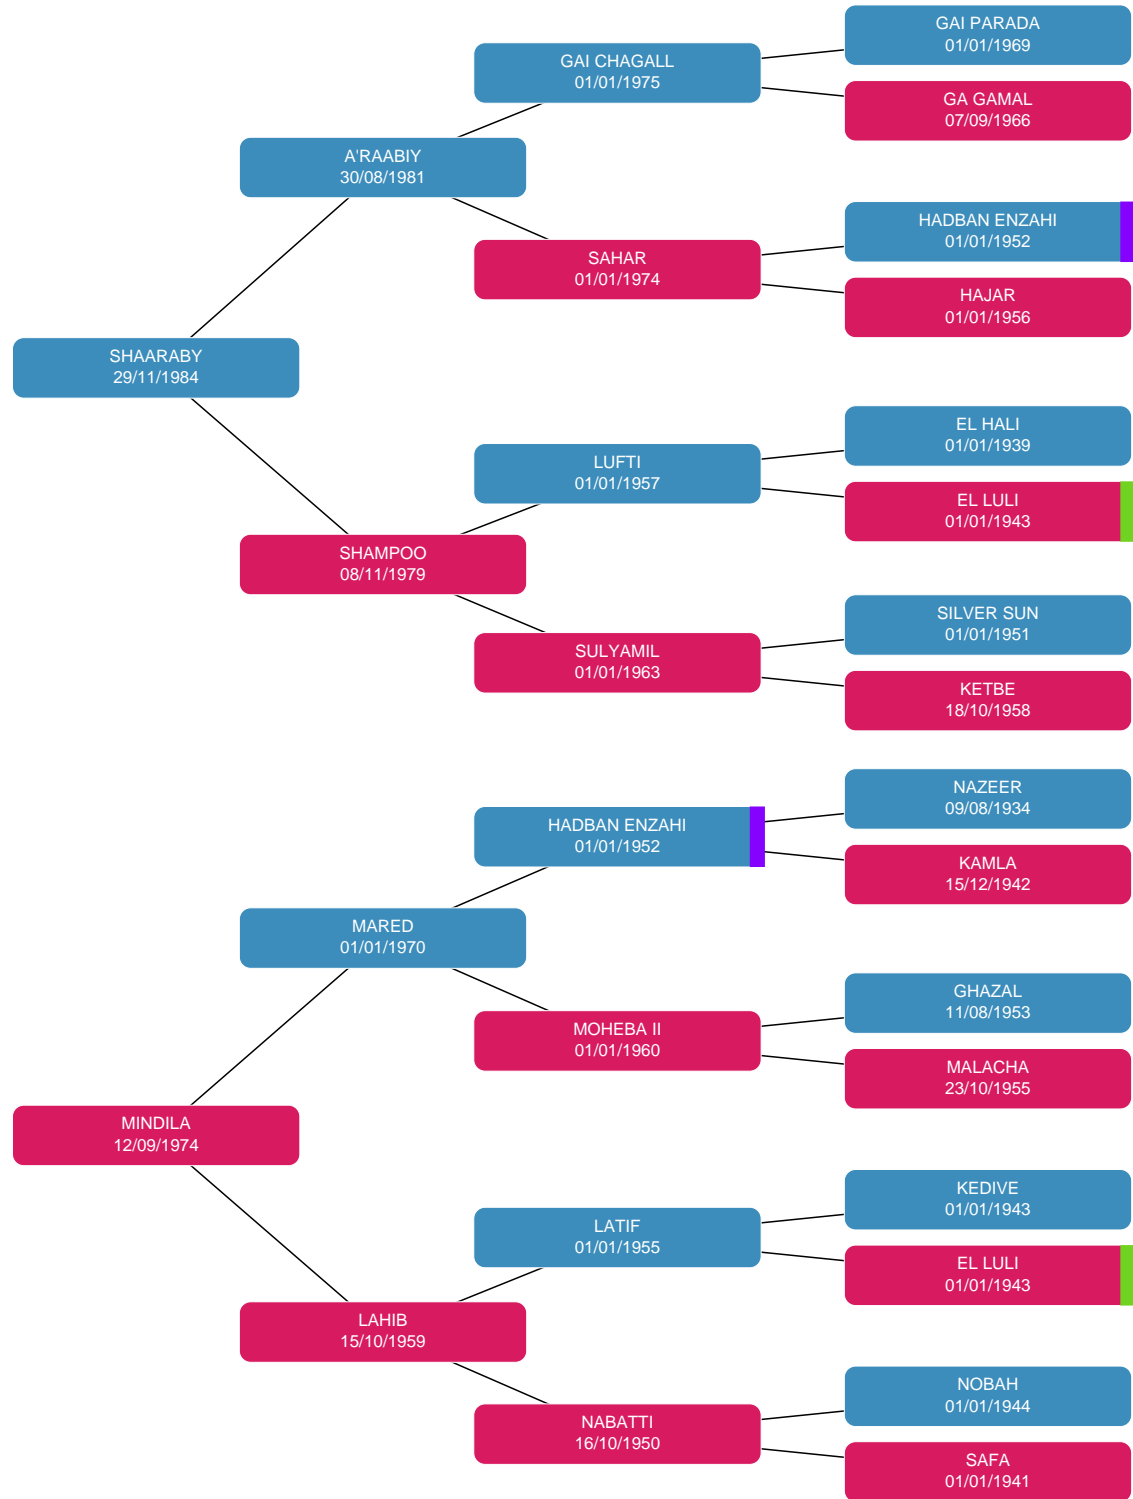 GAI PARADA
01/01/1969
GAI CHAGALL
01/01/1975
GA GAMAL
07/09/1966
A'RAABIY
30/08/1981
HADBAN ENZAHI
01/01/1952
SAHAR
01/01/1974
HAJAR
01/01/1956
SHAARABY
29/11/1984
EL HALI
01/01/1939
LUFTI
01/01/1957
EL LULI
01/01/1943
SHAMPOO
08/11/1979
SILVER SUN
01/01/1951
SULYAMIL
01/01/1963
KETBE
18/10/1958
NAZEER
09/08/1934
HADBAN ENZAHI
01/01/1952
KAMLA
15/12/1942
MARED
01/01/1970
GHAZAL
11/08/1953
MOHEBA II
01/01/1960
MALACHA
23/10/1955
MINDILA
12/09/1974
KEDIVE
01/01/1943
LATIF
01/01/1955
EL LULI
01/01/1943
LAHIB
15/10/1959
NOBAH
01/01/1944
NABATTI
16/10/1950
SAFA
01/01/1941